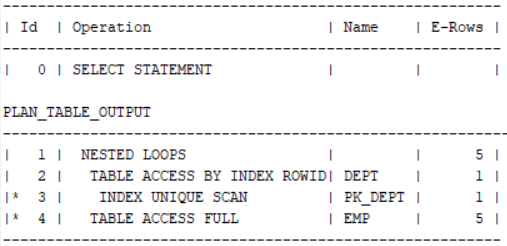 --------------------------------------------------------------
| Id  | Operation                    | Name    | E-Rows |
--------------------------------------------------------------
|   0 | SELECT STATEMENT             |         |        |
PLAN_TABLE_OUTPUT
--------------------------------------------------------------
|   1 |  NESTED LOOPS                |         |      5 |
|   2 |   TABLE ACCESS BY INDEX ROWID| DEPT    |      1 |
|*  3 |    INDEX UNIQUE SCAN         | PK_DEPT |      1 |
|*  4 |   TABLE ACCESS FULL          | EMP     |      5 |
--------------------------------------------------------------